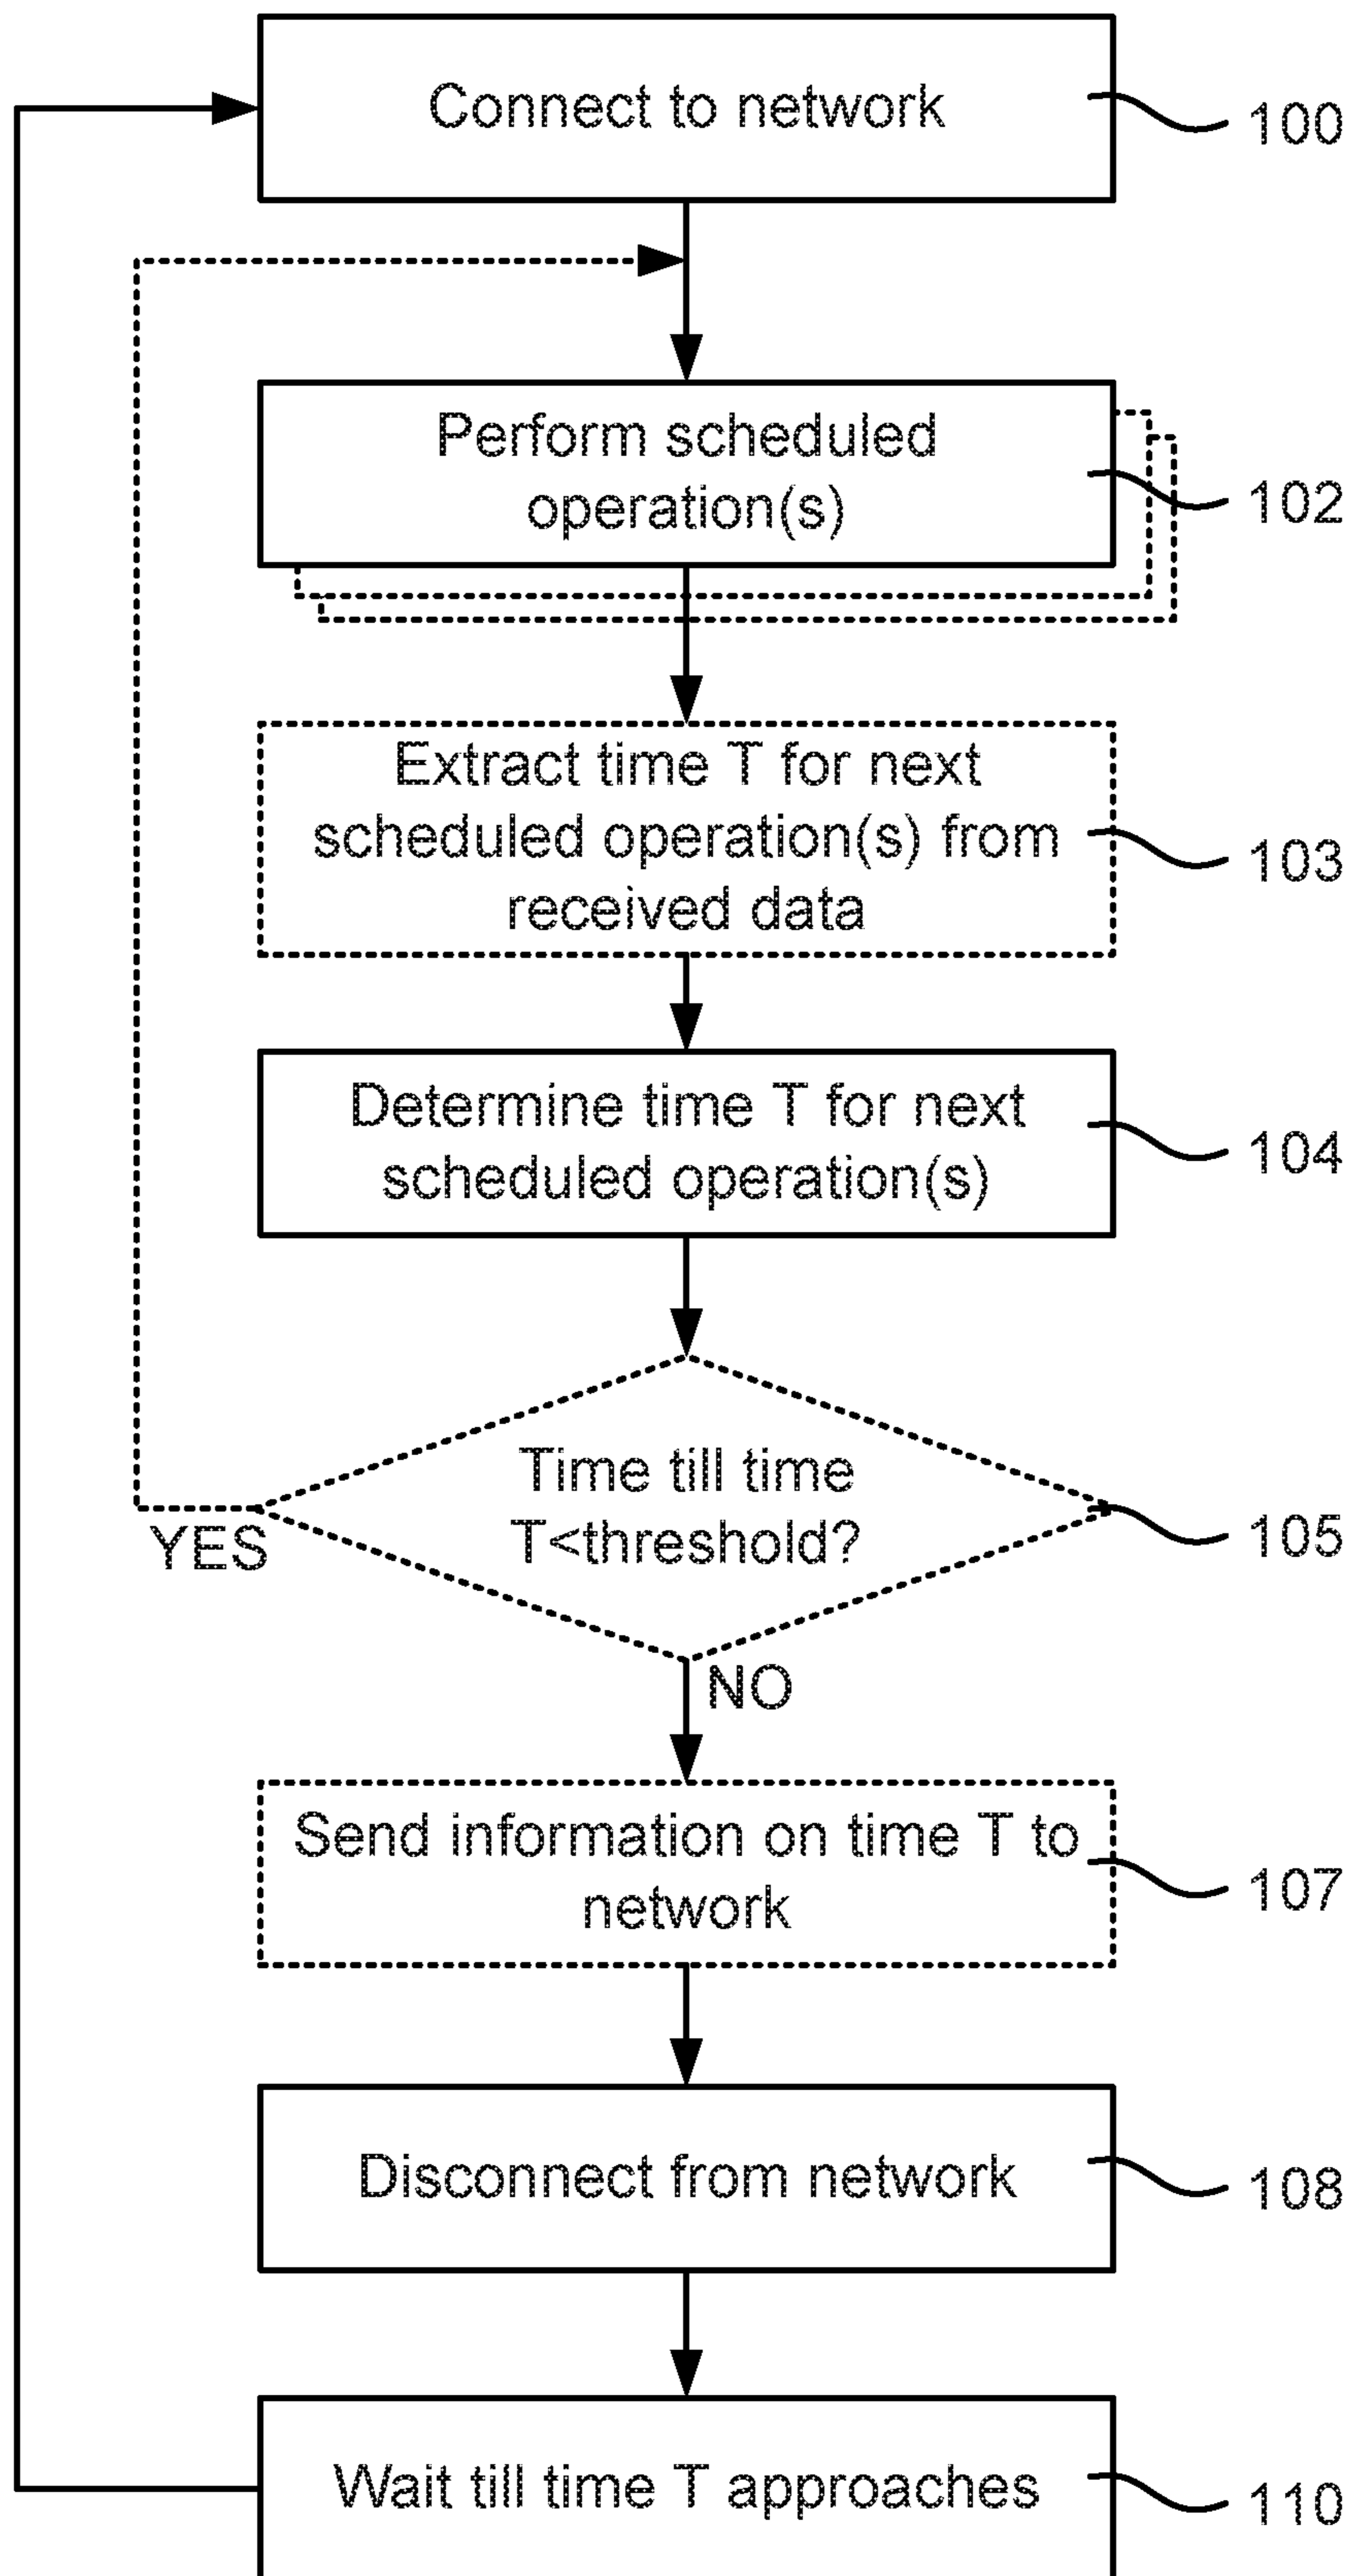 Connect to network
100
Perform scheduled
operation(s)
102
Extract time T for next
scheduled operation(s) from
received data
103
Determine time T for next
scheduled operation(s)
104
Time till time
T<threshold?
105
YES
NO
Send information on time T to
network
107
Disconnect from network
108
Wait till time T approaches
110